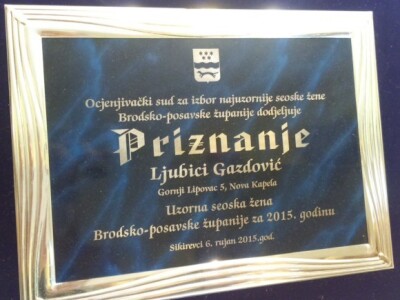 Ocjenjivački sud za izbor najuzornije seoske žene
Brodsko-posavske županije dodjeljuje
Priznanje
Ljubici Gazdović
Gornji Lipovac 5, Nova Kapela
Uzorna seoska žena
Brodsko-posavske županije za 2015. godinu
Sikirevci 6. rujan 2015.god.